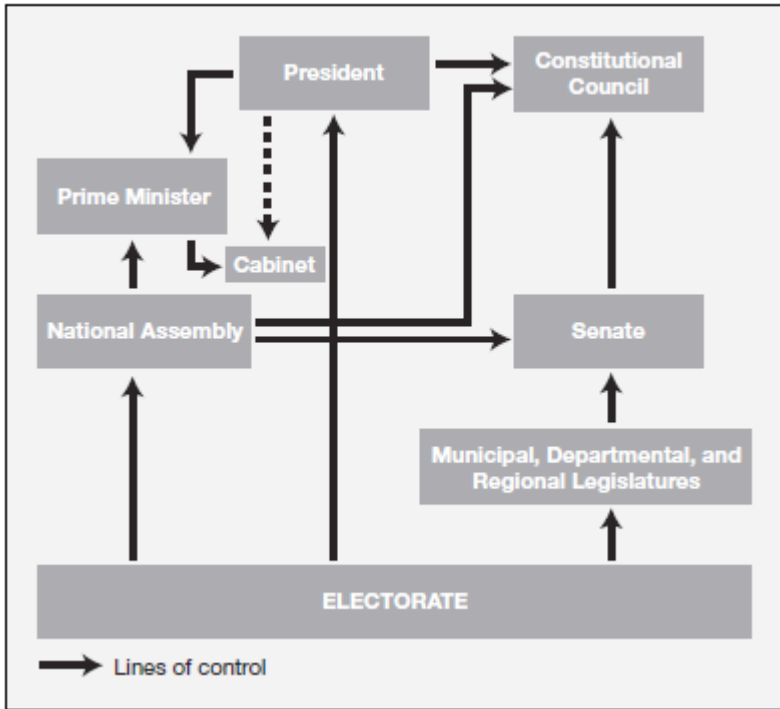 President
Constitutional
Council
Prime Minister
Cabinet
National Assembly
Senate
Municipal, Departmental, and
Regional Legislatures
ELECTORATE
Lines of control